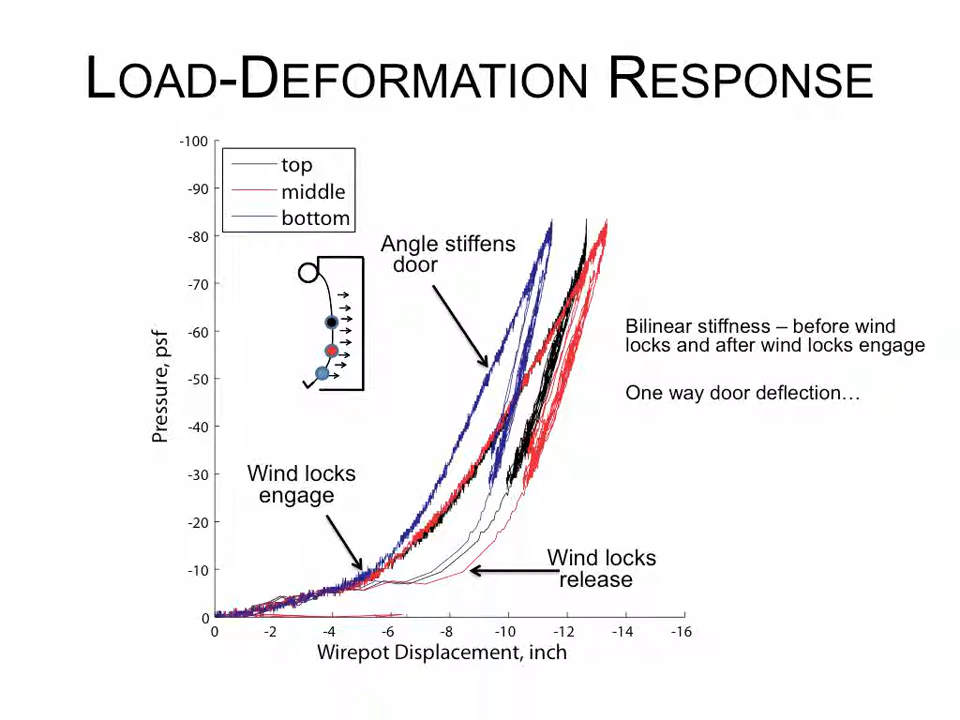 LOAD-DEFORMATION RESPONSE
-100
-90
-80
-70
-60
-50
-40
-30
-20
-10
0
Pressure, psf
top
middle
bottom
Angle stiffens
door
Wind locks
engage
Wind locks
release
Bilinear stiffness – before wind
locks and after wind locks engage
One way door deflection…
0
-2
-4
-6
-8
-10
-12
-14
-16
Wirepot Displacement, inch